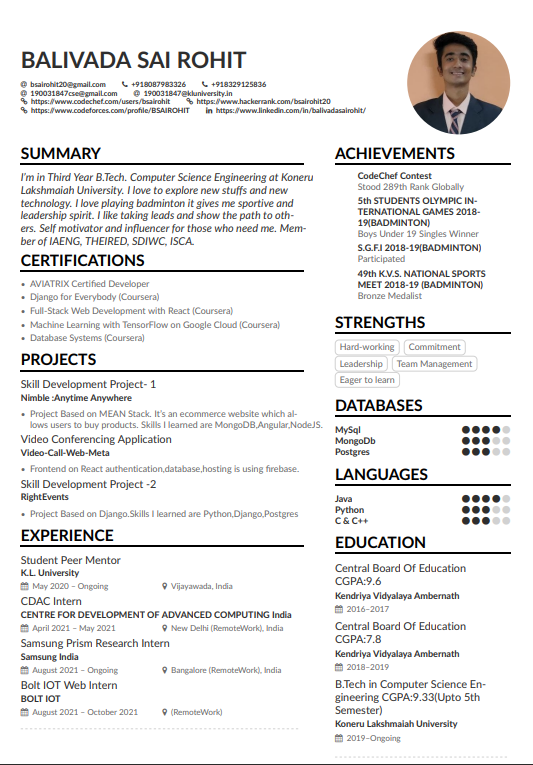 BALIVADA SAI ROHIT
@ bsairohit20@gmail.com +918087983326 +918329125836
@ 190031847cse@gmail.com @ 190031847@kluniversity.in
https://www.codechef.com/users/bsairohit https://www.hackerrank.com/bsairohit20
https://www.codeforces.com/profile/BSAIROHIT in https://www.linkedin.com/in/balivadasairohit/
SUMMARY
I'm in Third Year B.Tech. Computer Science Engineering at Koneru
Lakshmaiah University. I love to explore new stuffs and new
technology. I love playing badminton it gives me sportive and
leadership spirit. I like taking leads and show the path to oth-
ers. Self motivator and influencer for those who need me. Mem-
ber of IAENG, THEIRED, SDIWC, ISCA.
CERTIFICATIONS
• AVIATRIX Certified Developer
• Django for Everybody (Coursera)
• Full-Stack Web Development with React (Coursera)
• Machine Learning with TensorFlow on Google Cloud (Coursera)
• Database Systems (Coursera)
PROJECTS
Skill Development Project- 1
Nimble :Anytime Anywhere
• Project Based on MEAN Stack. It's an ecommerce website which al-
lows users to buy products. Skills I learned are MongoDB,Angular,NodeJS.
Video Conferencing Application
Video-Call-Web-Meta
• Frontend on React authentication,database,hosting is using firebase.
Skill Development Project -2
RightEvents
• Project Based on Django.Skills I learned are Python,Django,Postgres
EXPERIENCE
Student Peer Mentor
K.L. University
May 2020 – Ongoing Vijayawada, India
CDAC Intern
CENTRE FOR DEVELOPMENT OF ADVANCED COMPUTING India
April 2021 – May 2021 New Delhi (RemoteWork), India
Samsung Prism Research Intern
Samsung India
August 2021 – Ongoing Bangalore (RemoteWork), India
Bolt IOT Web Intern
BOLT IOT
August 2021 – October 2021 (RemoteWork)
ACHIEVEMENTS
CodeChef Contest
Stood 289th Rank Globally
5th STUDENTS OLYMPIC IN-
TERNATIONAL GAMES 2018-
19(BADMINTON)
Boys Under 19 Singles Winner
S.G.F.I 2018-19(BADMINTON)
Participated
49th K.V.S. NATIONAL SPORTS
MEET 2018-19 (BADMINTON)
Bronze Medalist
STRENGTHS
Hard-working Commitment
Leadership Team Management
Eager to learn
DATABASES
MySql
MongoDb
Postgres
LANGUAGES
Java
Python
C & C++
EDUCATION
Central Board Of Education
CGPA:9.6
Kendriya Vidyalaya Ambernath
2016–2017
Central Board Of Education
CGPA:7.8
Kendriya Vidyalaya Ambernath
2018–2019
B.Tech in Computer Science En-
gineering CGPA:9.33(Upto 5th
Semester)
Koneru Lakshmaiah University
2019–Ongoing